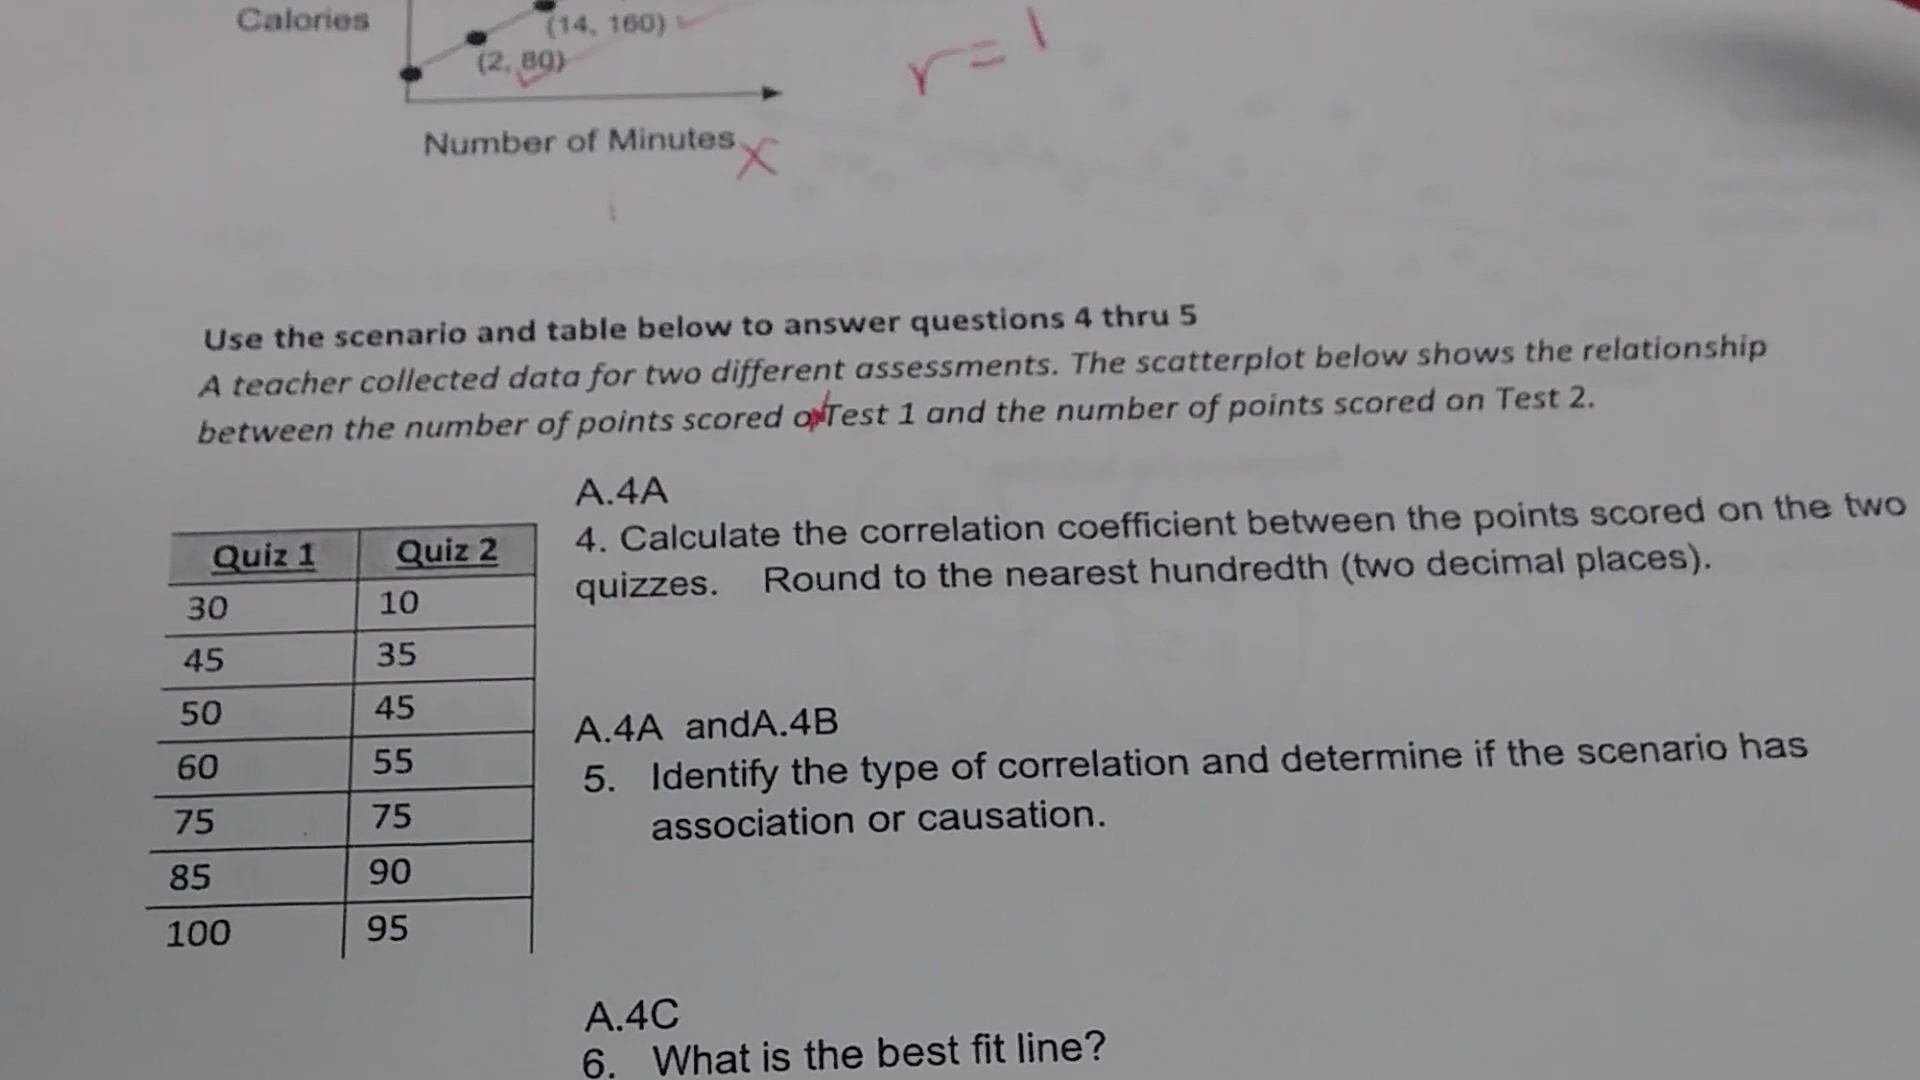 Calories
(14, 160)
(2, 80)
r = 1
Number of Minutes x
Use the scenario and table below to answer questions 4 thru 5
A teacher collected data for two different assessments. The scatterplot below shows the relationship
between the number of points scored on Test 1 and the number of points scored on Test 2.
A.4A
4. Calculate the correlation coefficient between the points scored on the two
quizzes. Round to the nearest hundredth (two decimal places).
Quiz 1 Quiz 2
30 10
45 35
50 45
60 55
75 75
85 90
100 95
A.4A andA.4B
5. Identify the type of correlation and determine if the scenario has
association or causation.
A.4C
6. What is the best fit line?